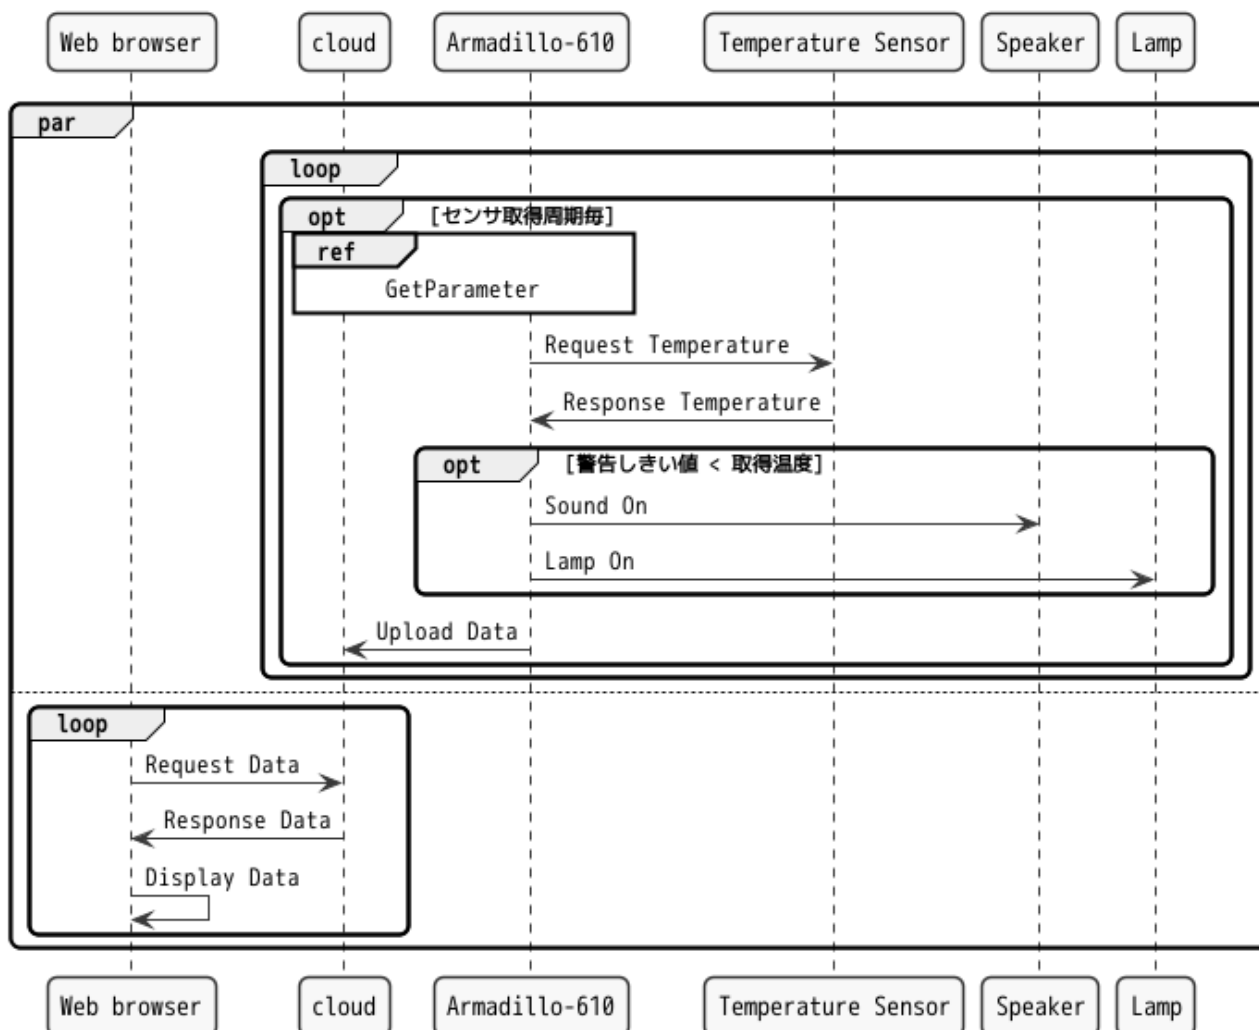 Web browser cloud Armadillo-610 Temperature Sensor Speaker Lamp
par
loop
opt [センサ取得周期毎]
ref
GetParameter
Request Temperature
Response Temperature
opt [警告しきい値 < 取得温度]
Sound On
Lamp On
Upload Data
loop
Request Data
Response Data
Display Data
Web browser cloud Armadillo-610 Temperature Sensor Speaker Lamp